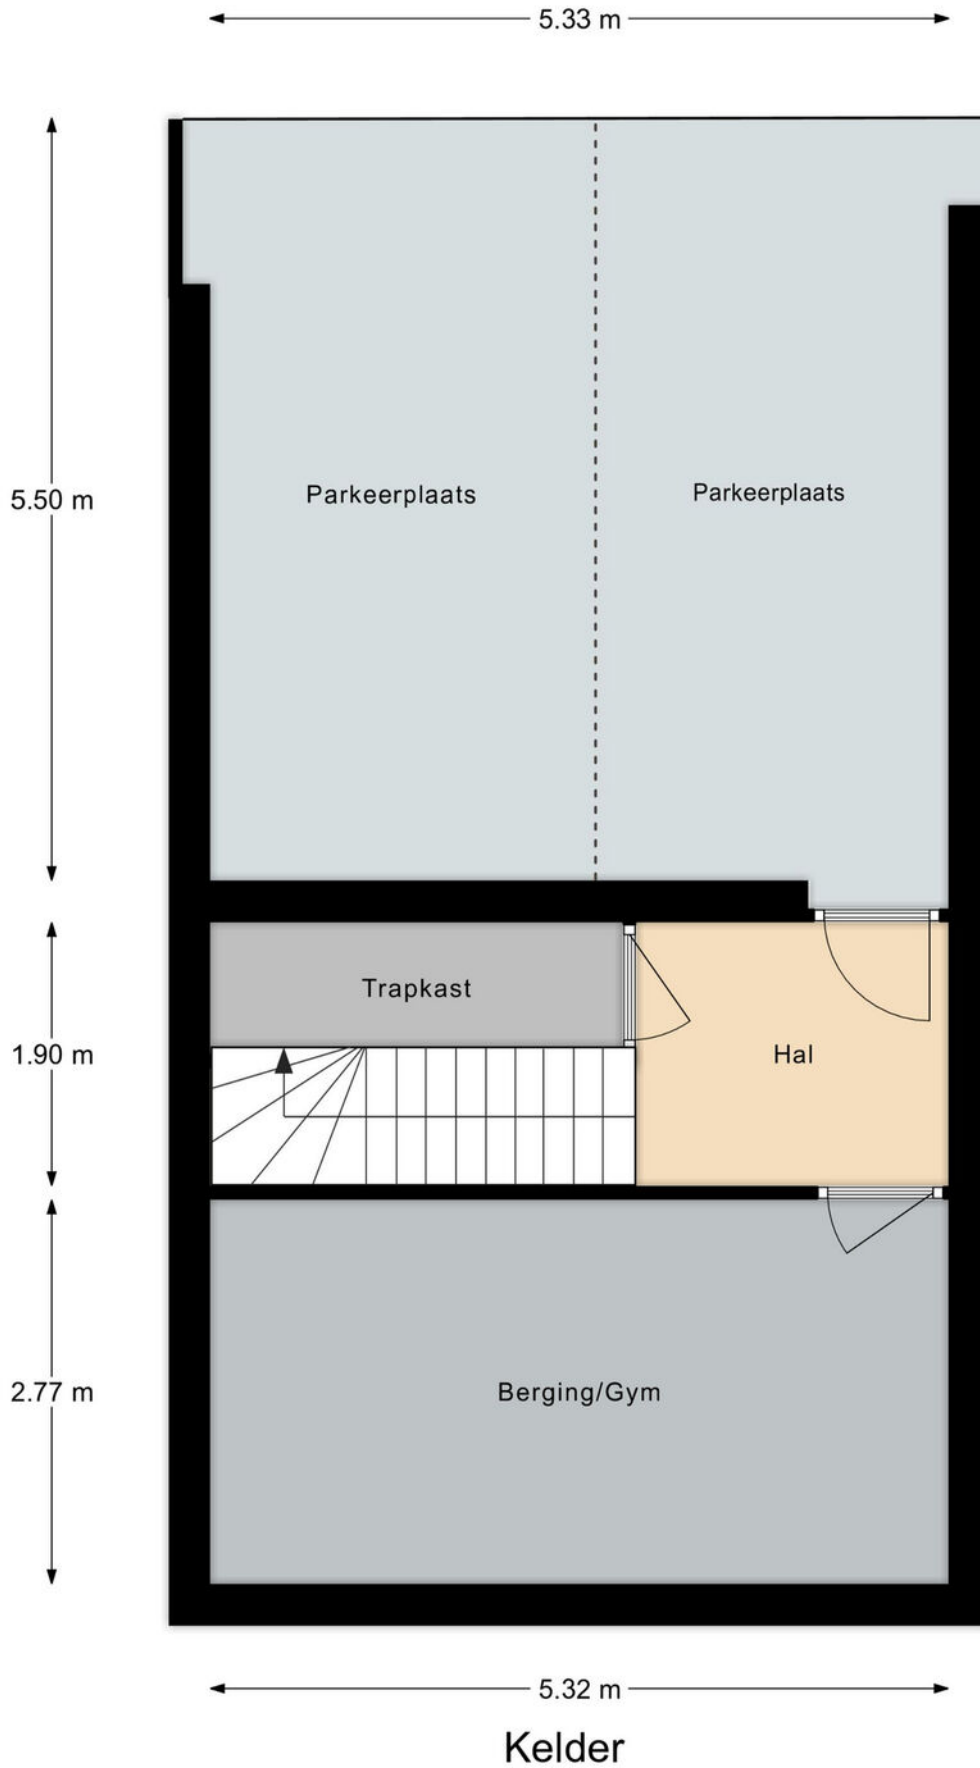 5.33 m
Parkeerplaats
Parkeerplaats
5.50 m
Trapkast
1.90 m
Hal
2.77 m
Berging/Gym
5.32 m
Kelder